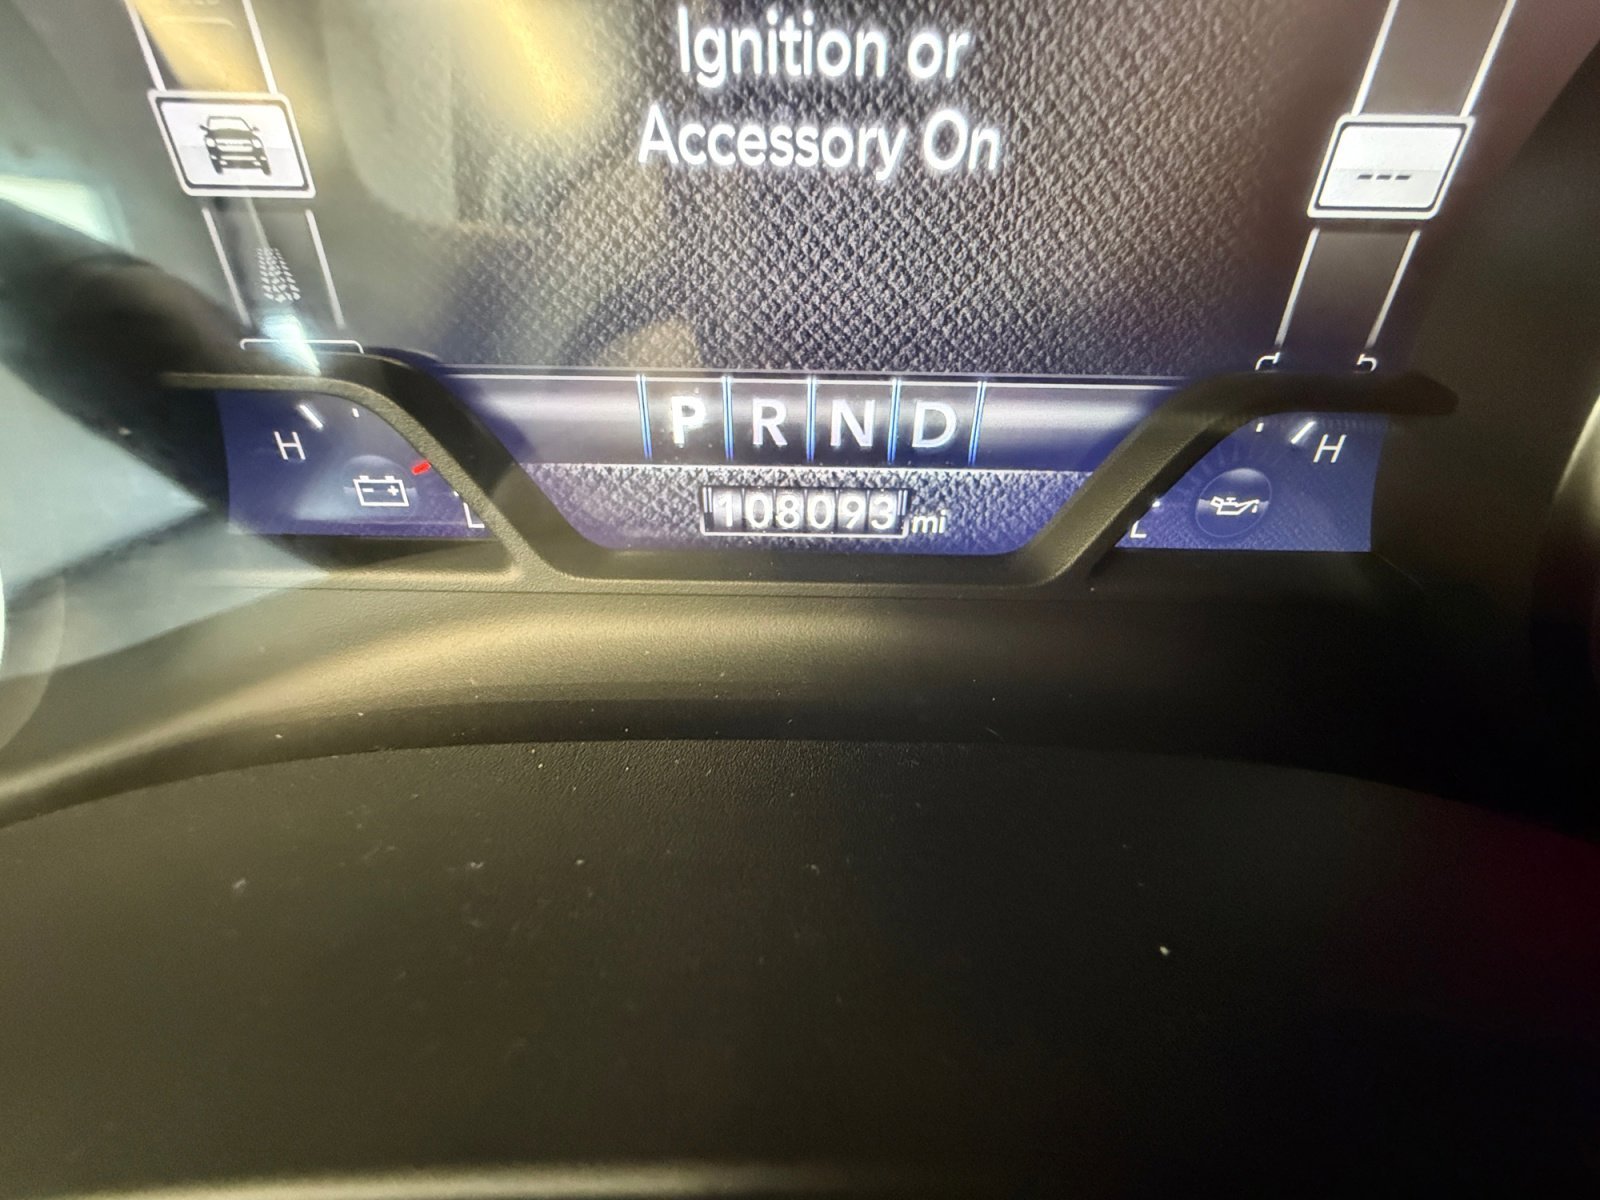 Ignition or
Accessory On
---
P R N D
H
H
L
L
108093 mi